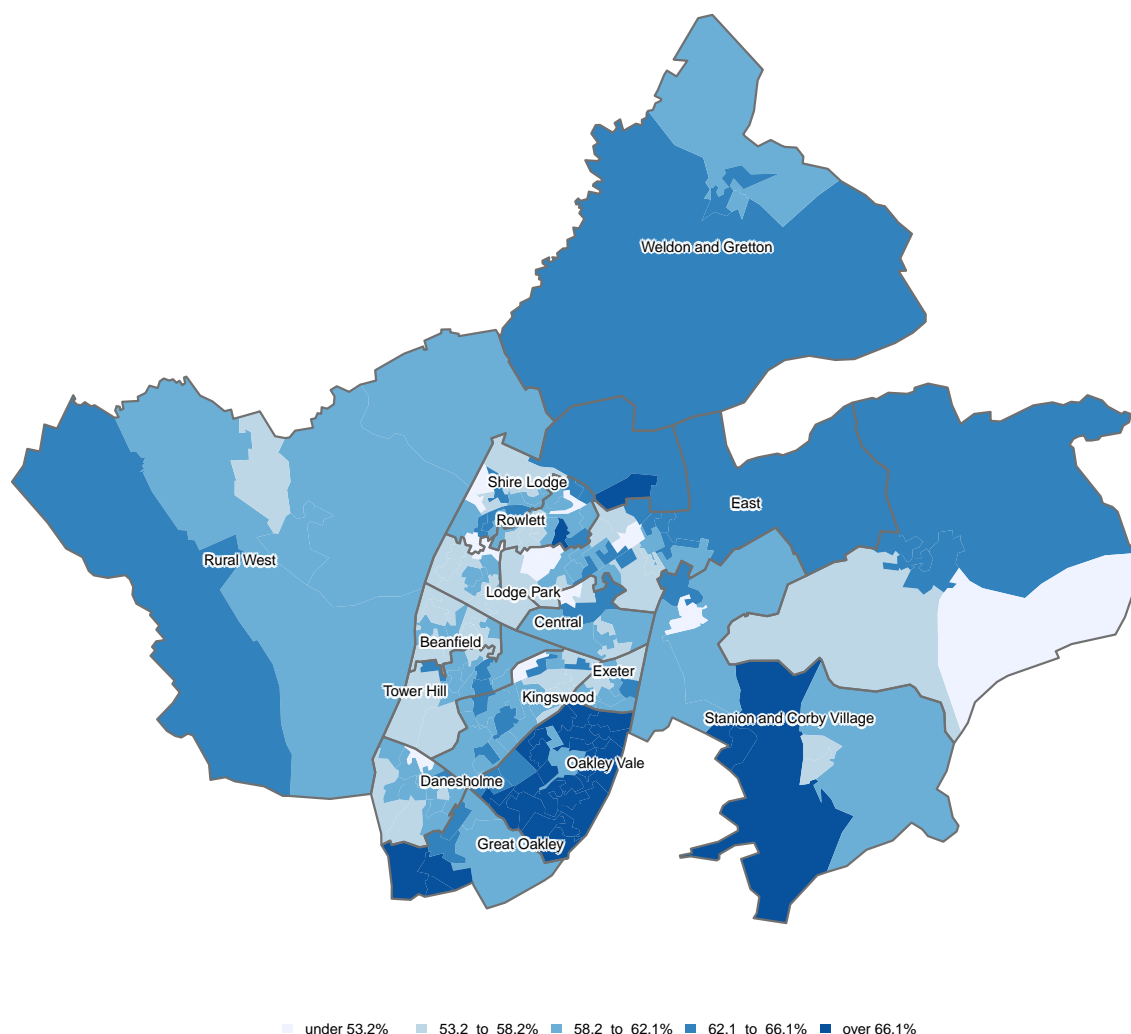 Weldon and Gretton
Shire Lodge
East
Rowlett
Rural West
Lodge Park
Central
Beanfield
Exeter
Tower Hill
Kingswood
Stanion and Corby Village
Oakley Vale
Danesholme
Great Oakley
under 53.2% 53.2 to 58.2% 58.2 to 62.1% 62.1 to 66.1% over 66.1%